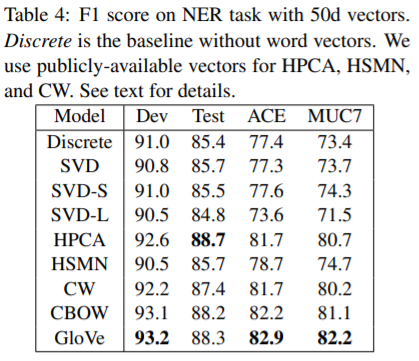 Table 4: F1 score on NER task with 50d vectors.
Discrete is the baseline without word vectors. We
use publicly-available vectors for HPCA, HSMN,
and CW. See text for details.
Model Dev Test ACE MUC7
Discrete 91.0 85.4 77.4 73.4
SVD 90.8 85.7 77.3 73.7
SVD-S 91.0 85.5 77.6 74.3
SVD-L 90.5 84.8 73.6 71.5
HPCA 92.6 88.7 81.7 80.7
HSMN 90.5 85.7 78.7 74.7
CW 92.2 87.4 81.7 80.2
CBOW 93.1 88.2 82.2 81.1
GloVe 93.2 88.3 82.9 82.2